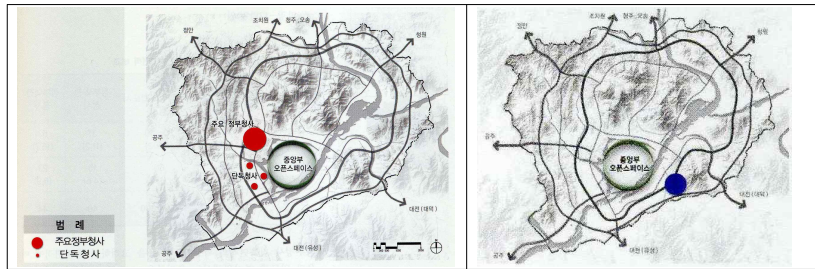 정안
조치원
청주,오송
청원
주요 정부청사
공주
중앙부
오픈스페이스
단독청사
대전(대덕)
대전(유성)
공주
범 례
주요정부청사
단독청사
조치원
청주,오송
정안
청원
공주
중앙부
오픈스페이스
대전(대덕)
대전(유성)
공주